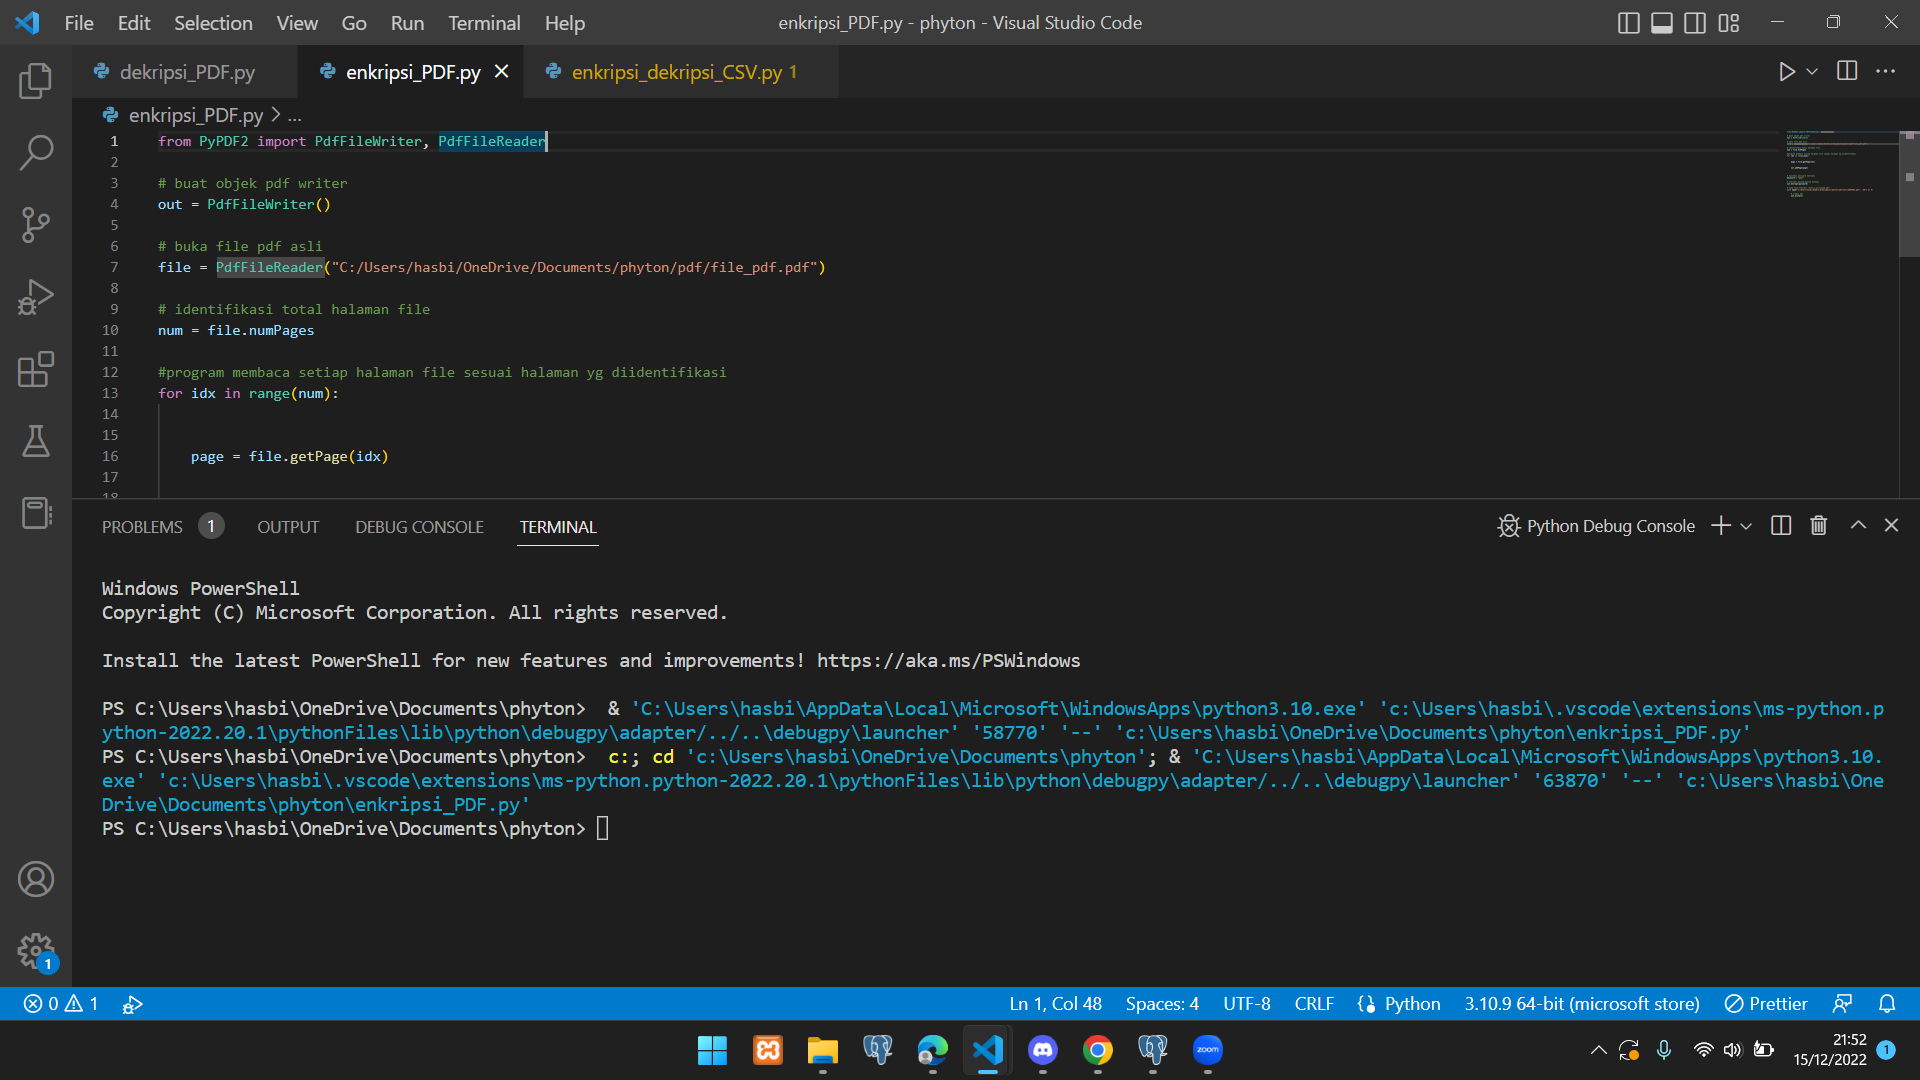 File Edit Selection View Go Run Terminal Help enkripsi_PDF.py - phyton - Visual Studio Code
dekripsi_PDF.py enkripsi_PDF.py enkripsi_dekripsi_CSV.py 1
enkripsi_PDF.py > ...
1 from PyPDF2 import PdfFileWriter, PdfFileReader
2
3 # buat objek pdf writer
4 out = PdfFileWriter()
5
6 # buka file pdf asli
7 file = PdfFileReader("C:/Users/hasbi/OneDrive/Documents/phyton/pdf/file_pdf.pdf")
8
9 # identifikasi total halaman file
10 num = file.numPages
11
12 #program membaca setiap halaman file sesuai halaman yg diidentifikasi
13 for idx in range(num):
14
15
16 page = file.getPage(idx)
17
18
PROBLEMS 1 OUTPUT DEBUG CONSOLE TERMINAL Python Debug Console
Windows PowerShell
Copyright (C) Microsoft Corporation. All rights reserved.
Install the latest PowerShell for new features and improvements! https://aka.ms/PSWindows
PS C:\Users\hasbi\OneDrive\Documents\phyton> & 'C:\Users\hasbi\AppData\Local\Microsoft\WindowsApps\python3.10.exe' 'c:\Users\hasbi\.vscode\extensions\ms-python.p
ython-2022.20.1\pythonFiles\lib\python\debugpy\adapter/../..\debugpy\launcher' '58770' '--' 'c:\Users\hasbi\OneDrive\Documents\phyton\enkripsi_PDF.py'
PS C:\Users\hasbi\OneDrive\Documents\phyton> c:; cd 'c:\Users\hasbi\OneDrive\Documents\phyton'; & 'C:\Users\hasbi\AppData\Local\Microsoft\WindowsApps\python3.10.
exe' 'c:\Users\hasbi\.vscode\extensions\ms-python.python-2022.20.1\pythonFiles\lib\python\debugpy\adapter/../..\debugpy\launcher' '63870' '--' 'c:\Users\hasbi\One
Drive\Documents\phyton\enkripsi_PDF.py'
PS C:\Users\hasbi\OneDrive\Documents\phyton>
1
0 1 Ln 1, Col 48 Spaces: 4 UTF-8 CRLF Python 3.10.9 64-bit (microsoft store) Prettier
zoom 21:52
15/12/2022 1